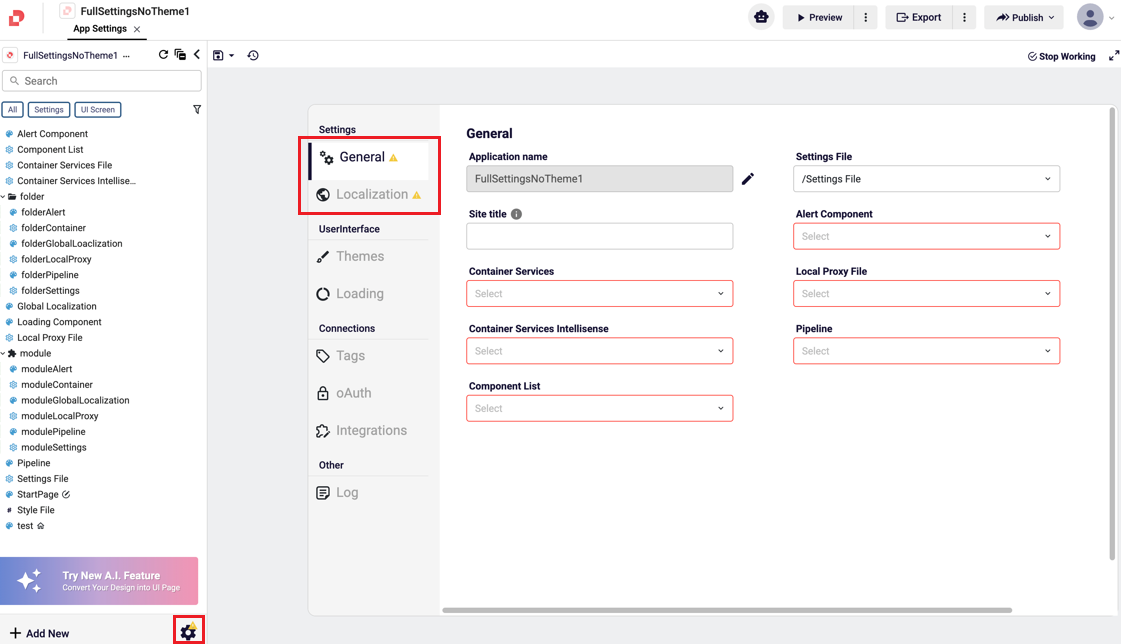 FullSettingsNoTheme1
App Settings
Preview
Export
Publish
FullSettingsNoTheme1 ...
Stop Working
Search
All
Settings
UI Screen
Alert Component
Component List
Container Services File
Container Services Intellise...
folder
folderAlert
folderContainer
folderGlobalLoaclization
folderLocalProxy
folderPipeline
folderSettings
Global Localization
Loading Component
Local Proxy File
module
moduleAlert
moduleContainer
moduleGlobalLocalization
moduleLocalProxy
modulePipeline
moduleSettings
Pipeline
Settings File
StartPage
Style File
test
Try New A.I. Feature
Convert Your Design into UI Page
Add New
Settings
General
Localization
UserInterface
Themes
Loading
Connections
Tags
oAuth
Integrations
Other
Log
General
Application name
FullSettingsNoTheme1
Settings File
/Settings File
Site title
Alert Component
Select
Container Services
Select
Local Proxy File
Select
Container Services Intellisense
Select
Pipeline
Select
Component List
Select